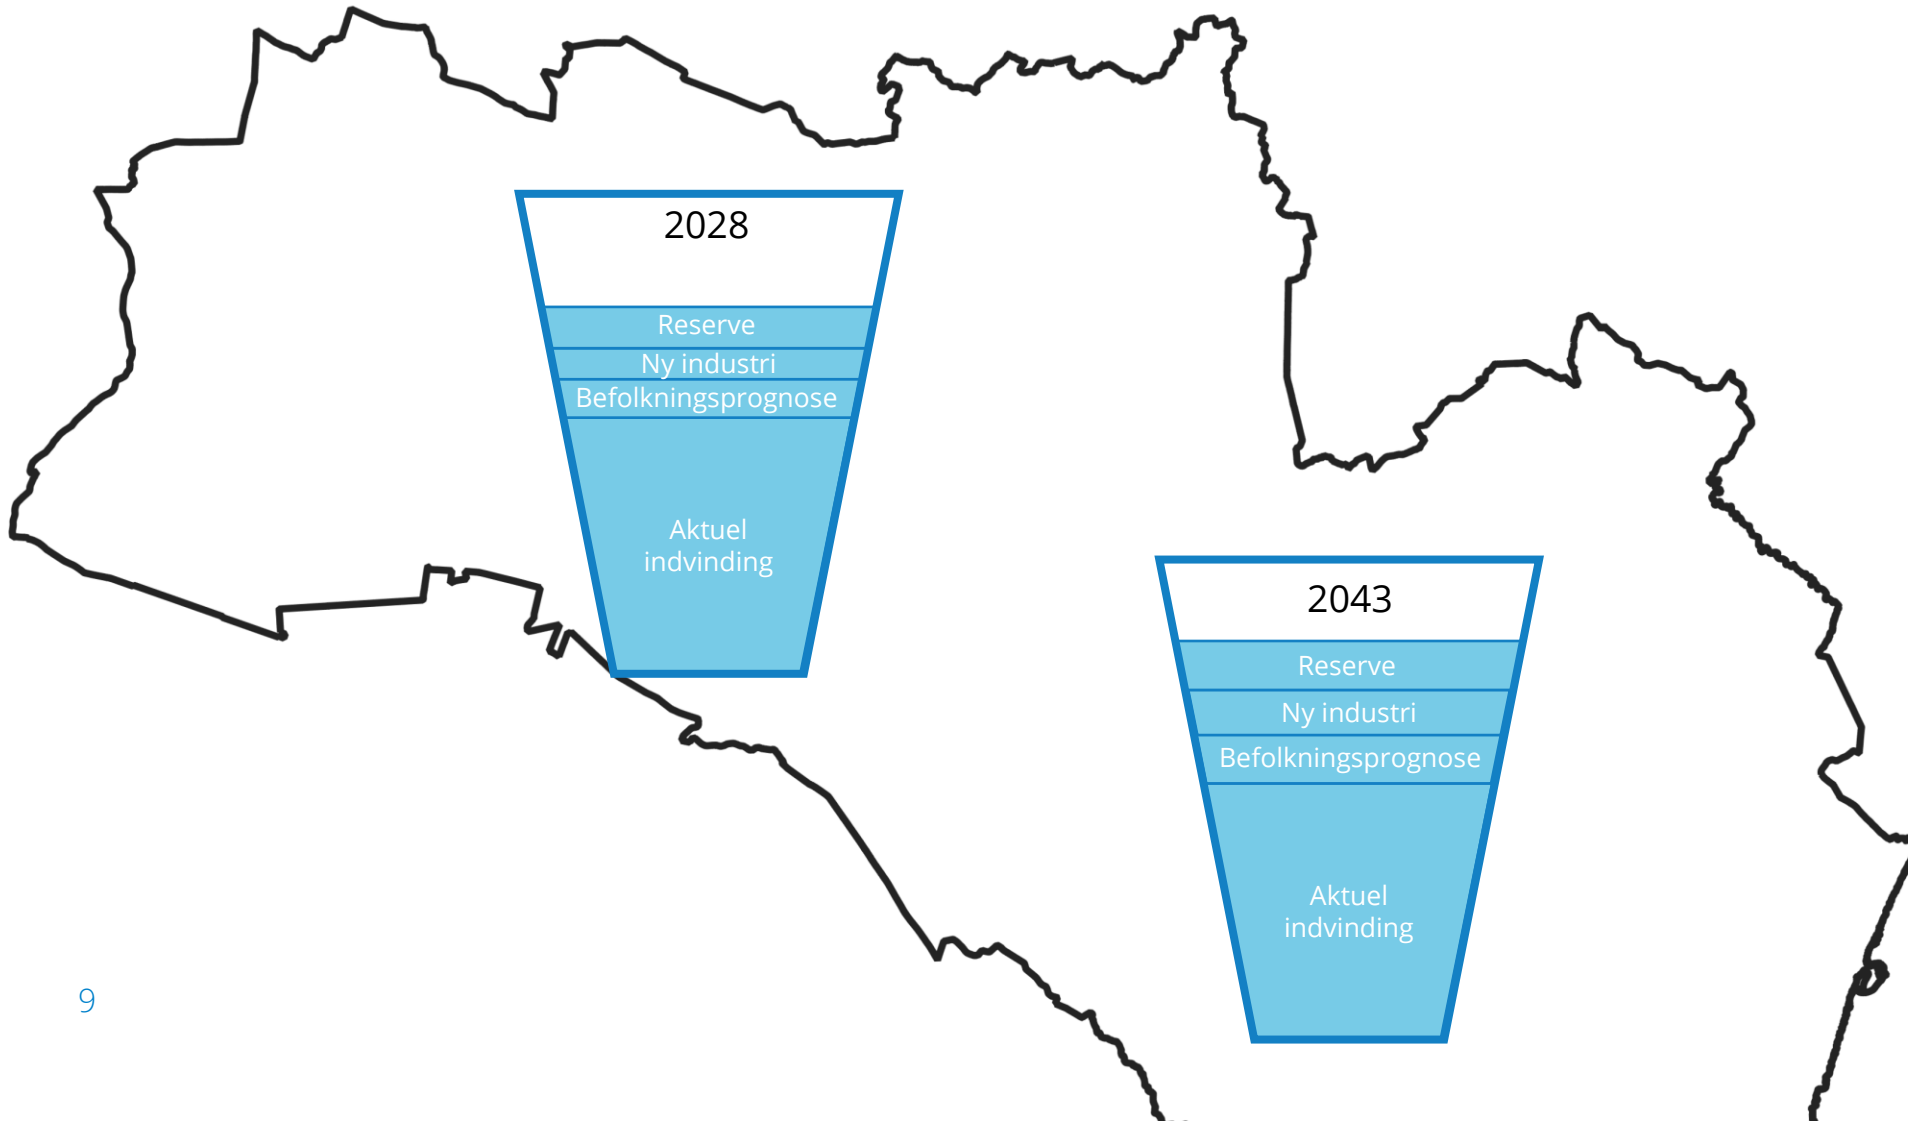 2028
Reserve
Ny industri
Befolkningsprognose
Aktuel
indvinding
2043
Reserve
Ny industri
Befolkningsprognose
Aktuel
indvinding
9